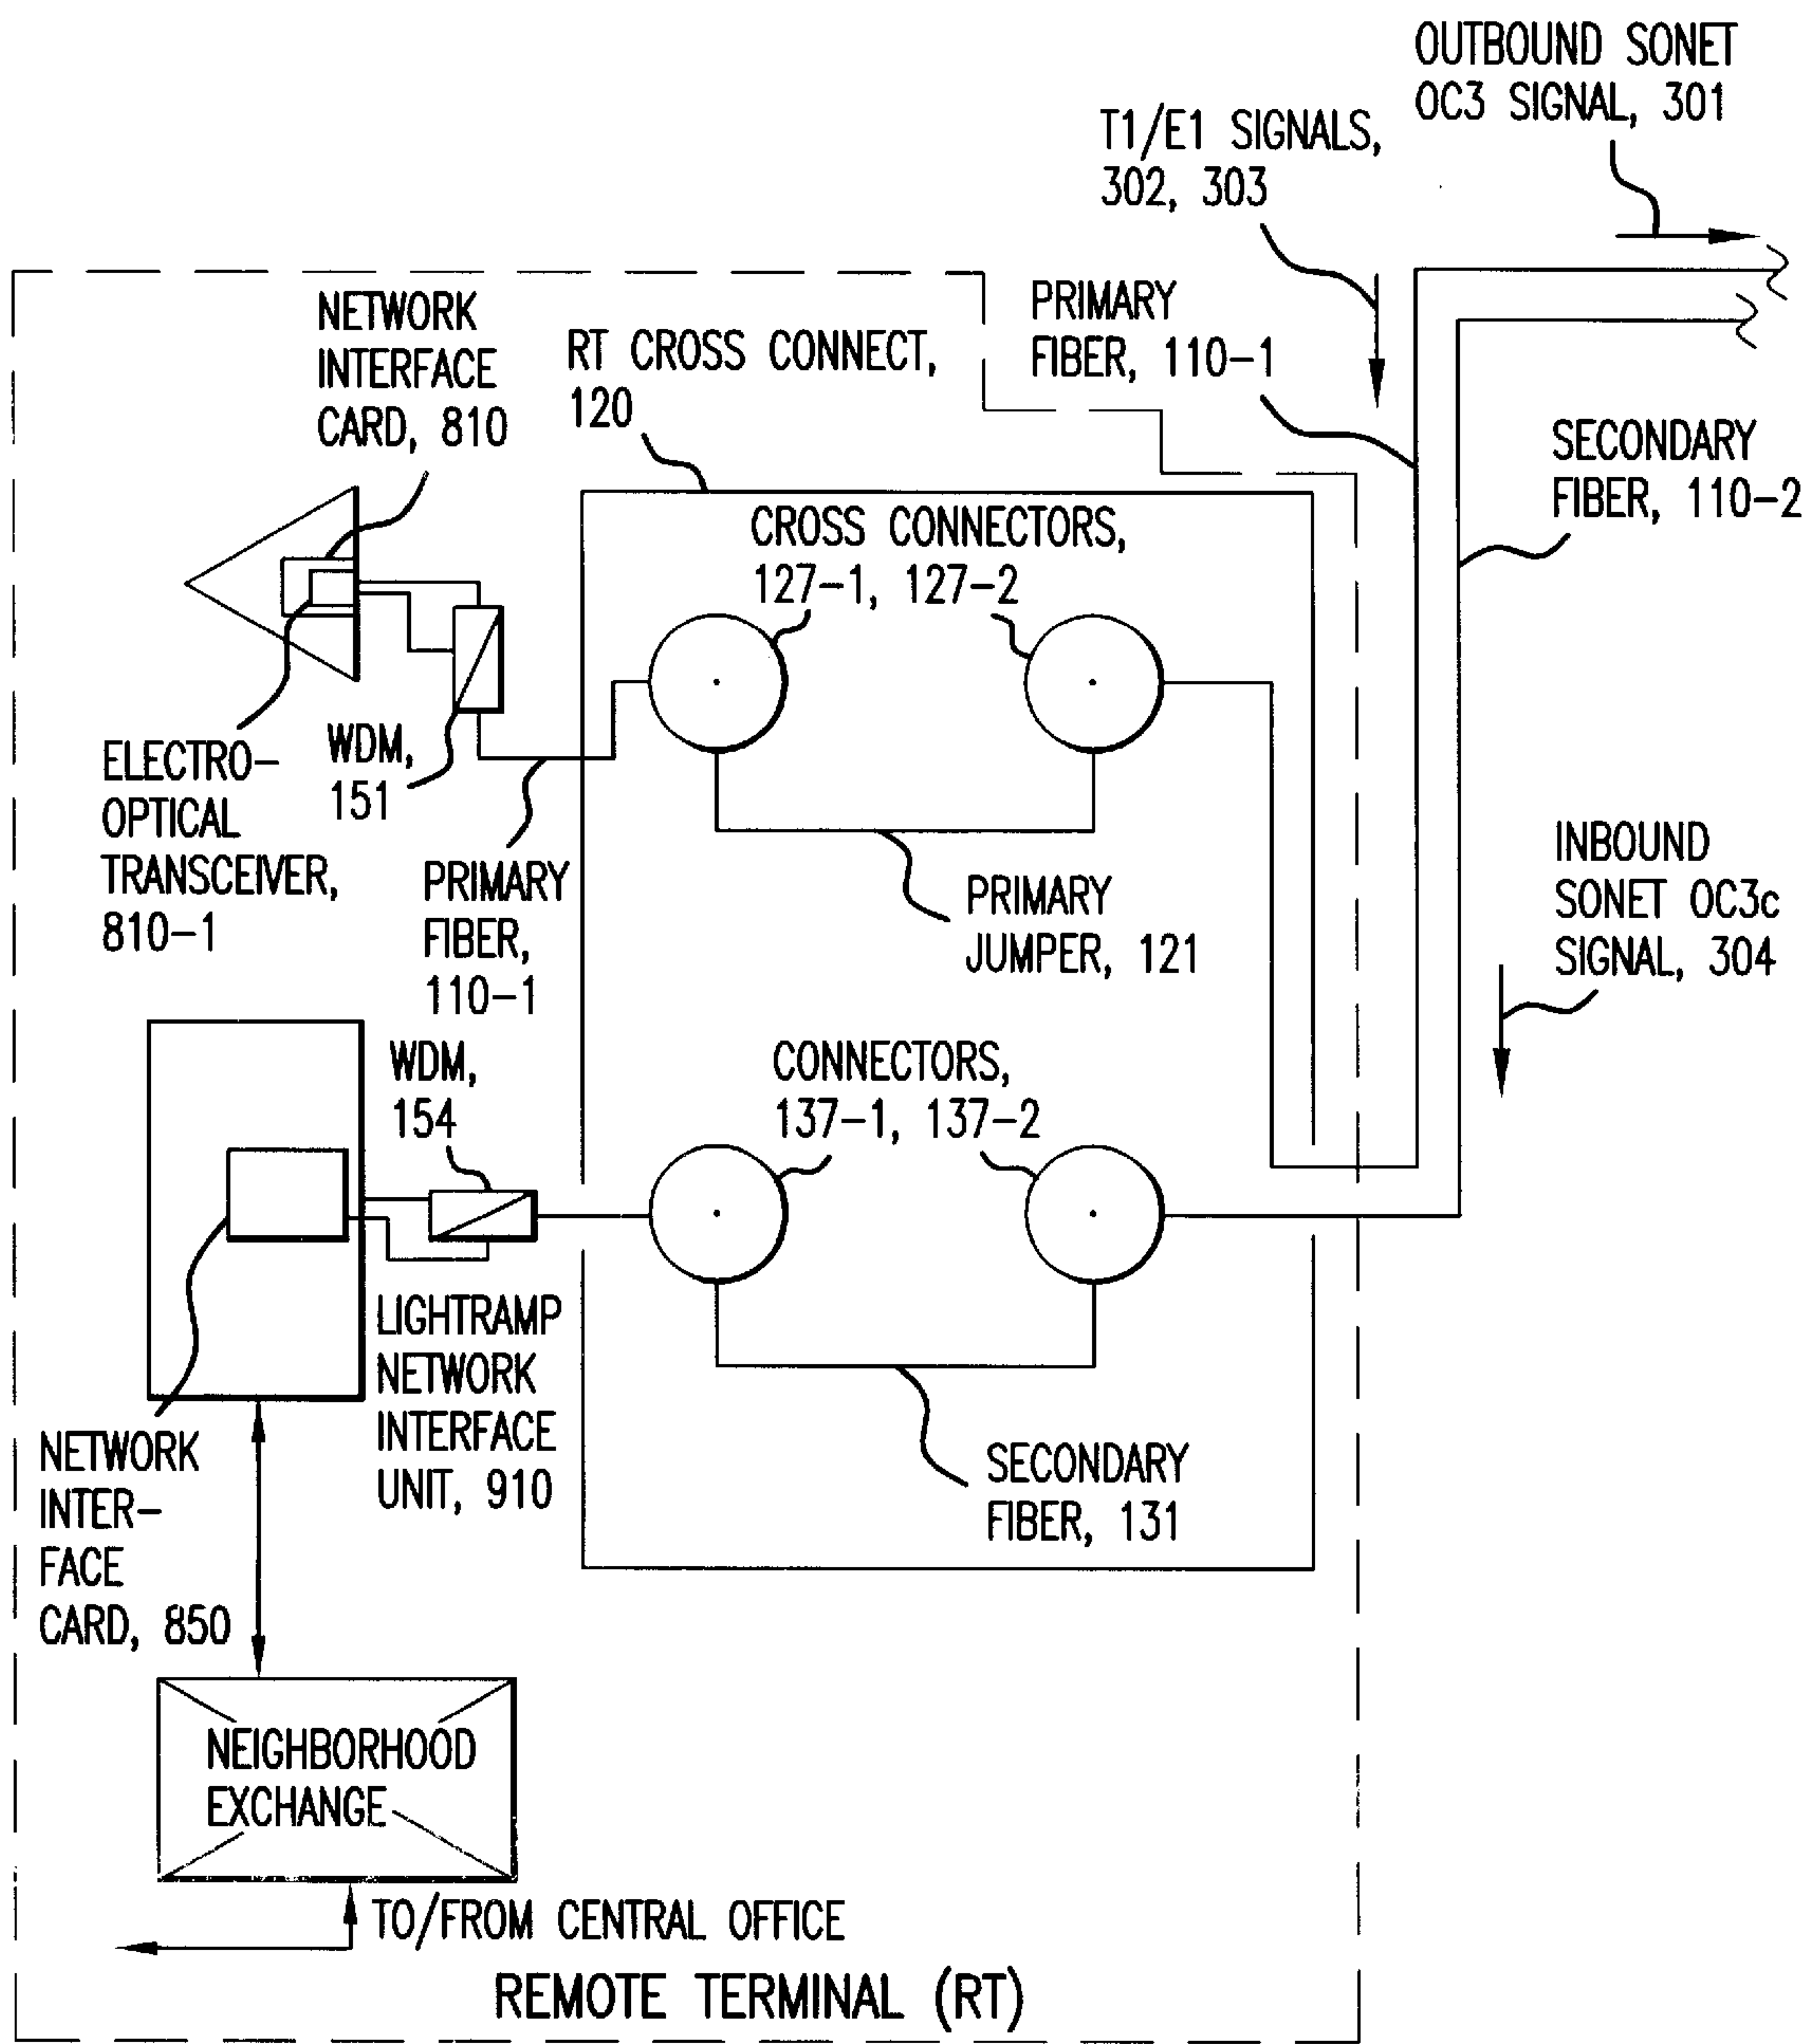 OUTBOUND SONET
OC3 SIGNAL, 301
T1/E1 SIGNALS,
302, 303
NETWORK
INTERFACE
CARD, 810
RT CROSS CONNECT,
120
PRIMARY
FIBER, 110-1
SECONDARY
FIBER, 110-2
CROSS CONNECTORS,
127-1, 127-2
ELECTRO-
OPTICAL
TRANSCEIVER,
810-1
WDM,
151
PRIMARY
FIBER,
110-1
PRIMARY
JUMPER, 121
INBOUND
SONET OC3c
SIGNAL, 304
WDM,
154
CONNECTORS,
137-1, 137-2
LIGHTRAMP
NETWORK
INTERFACE
UNIT, 910
NETWORK
INTER-
FACE
CARD, 850
SECONDARY
FIBER, 131
NEIGHBORHOOD
EXCHANGE
TO/FROM CENTRAL OFFICE
REMOTE TERMINAL (RT)